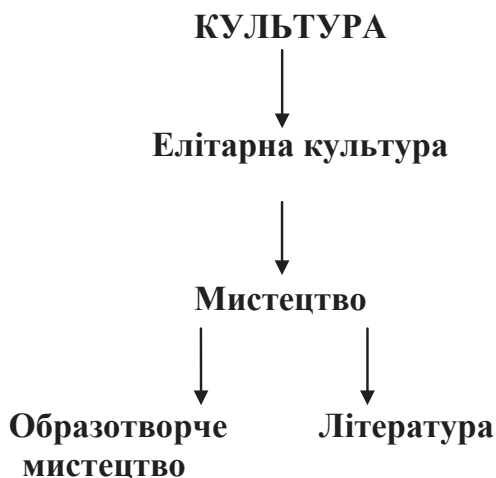 КУЛЬТУРА
Елітарна культура
Мистецтво
Образотворче
мистецтво
Література